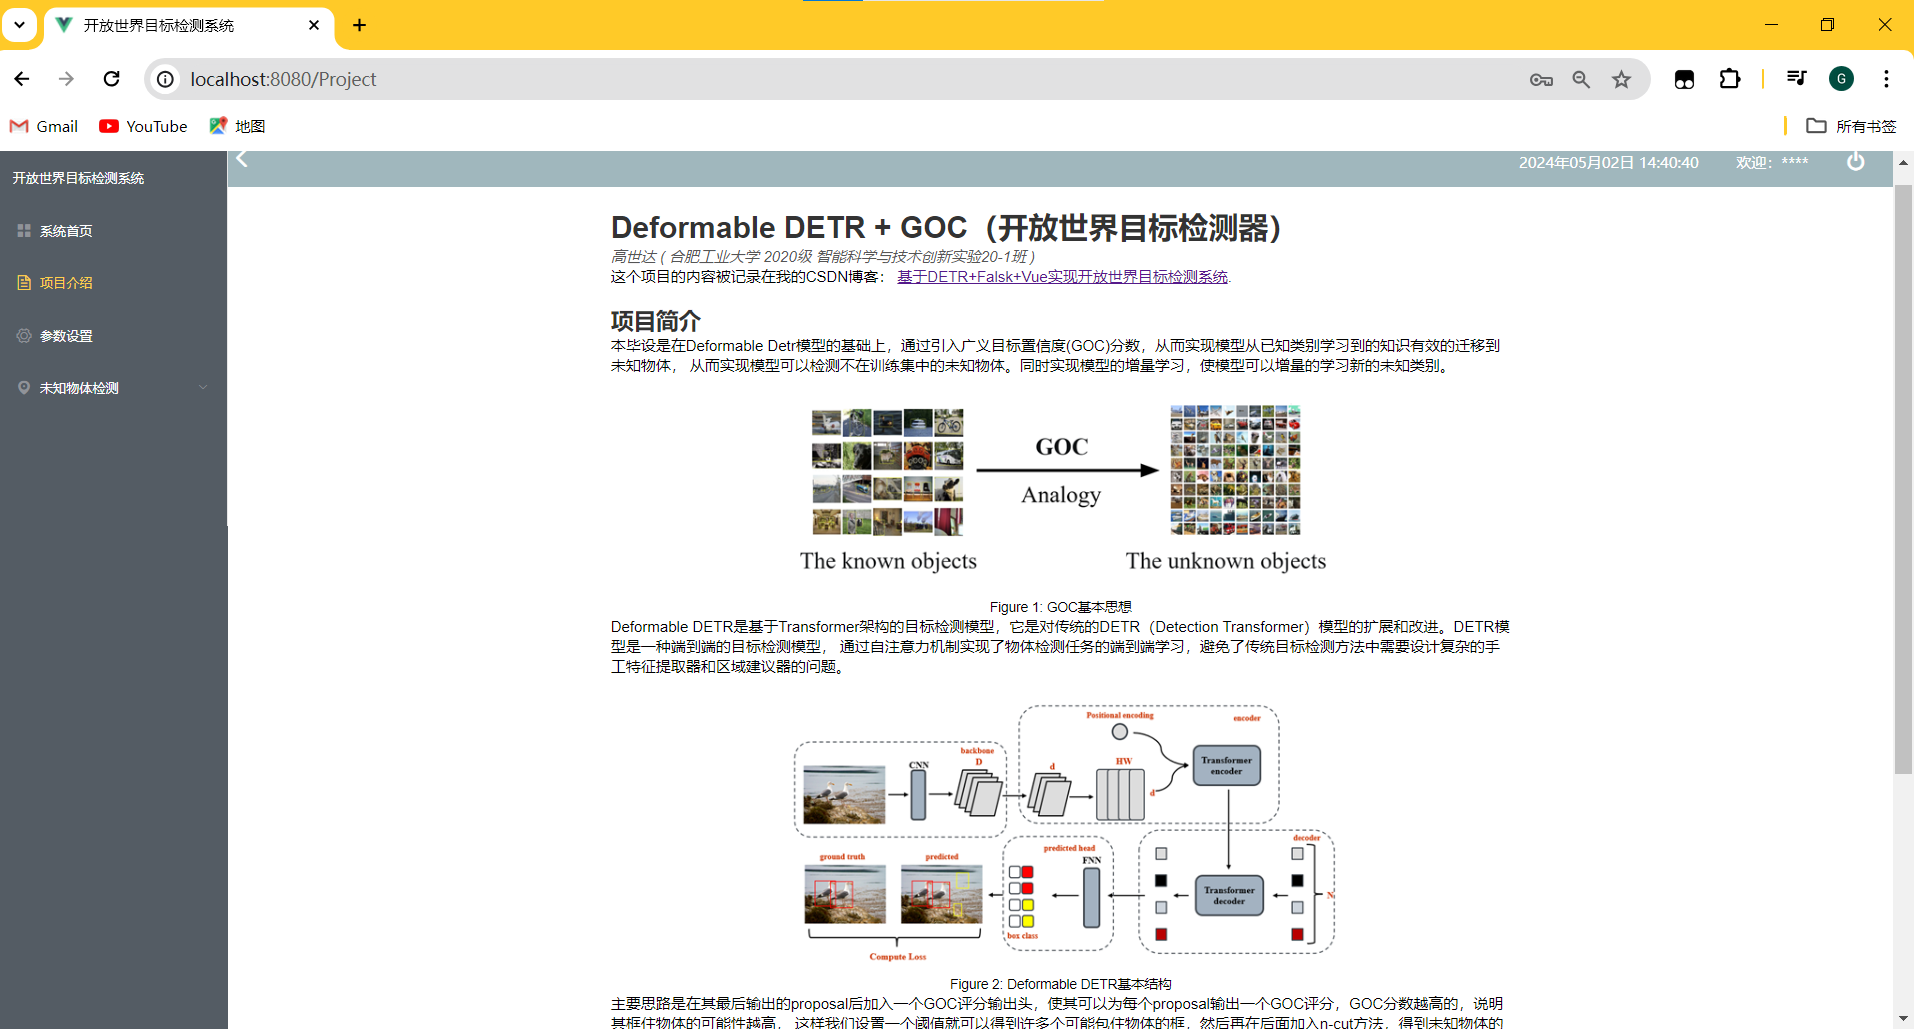 开放世界目标检测系统
localhost:8080/Project
G
Gmail
YouTube
地图
所有书签
开放世界目标检测系统
2024年05月02日 14:40:40
欢迎：****
系统首页
项目介绍
参数设置
未知物体检测
Deformable DETR + GOC（开放世界目标检测器）
高世达 ( 合肥工业大学 2020级 智能科学与技术创新实验20-1班 )
这个项目的内容被记录在我的CSDN博客： 基于DETR+Falsk+Vue实现开放世界目标检测系统.
项目简介
本毕设是在Deformable Detr模型的基础上，通过引入广义目标置信度(GOC)分数，从而实现模型从已知类别学习到的知识有效的迁移到
未知物体， 从而实现模型可以检测不在训练集中的未知物体。同时实现模型的增量学习，使模型可以增量的学习新的未知类别。
GOC
Analogy
The known objects
The unknown objects
Figure 1: GOC基本思想
Deformable DETR是基于Transformer架构的目标检测模型，它是对传统的DETR（Detection Transformer）模型的扩展和改进。DETR模
型是一种端到端的目标检测模型， 通过自注意力机制实现了物体检测任务的端到端学习，避免了传统目标检测方法中需要设计复杂的手
工特征提取器和区域建议器的问题。
Positional encoding
encoder
backbone
CNN
D
d
HW
d
Transformer
encoder
ground truth
predicted
predicted head
FNN
decoder
Transformer
decoder
N
box class
Compute Loss
Figure 2: Deformable DETR基本结构
主要思路是在其最后输出的proposal后加入一个GOC评分输出头，使其可以为每个proposal输出一个GOC评分，GOC分数越高的，说明
其框住物体的可能性越高， 这样我们设置一个阈值就可以得到许多个可能包住物体的框，然后再在后面加入n-cut方法，得到未知物体的